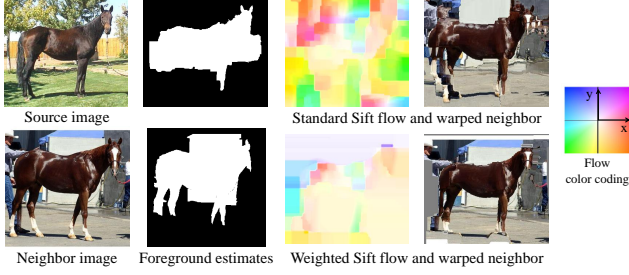 Source image
Standard Sift flow and warped neighbor
y
x
Flow
color coding
Neighbor image
Foreground estimates
Weighted Sift flow and warped neighbor